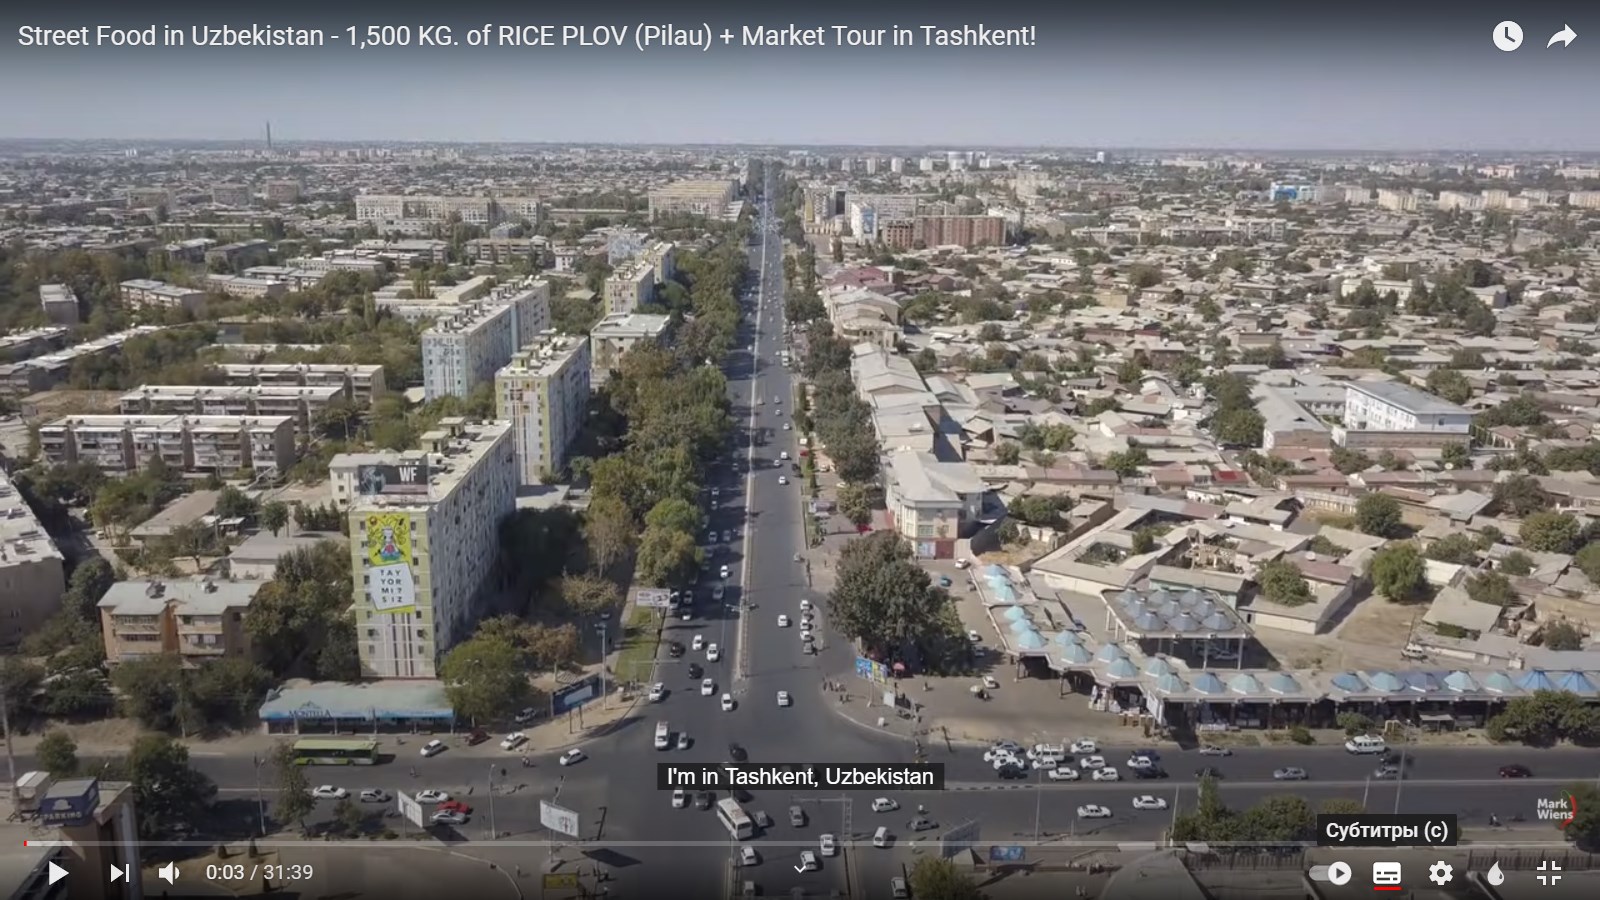 Street Food in Uzbekistan - 1,500 KG. of RICE PLOV (Pilau) + Market Tour in Tashkent!
WF
TAY
YOR
MI?
SIZ
MONTELLA
PARKING
I'm in Tashkent, Uzbekistan
Mark
Wiens
Субтитры (c)
0:03 / 31:39